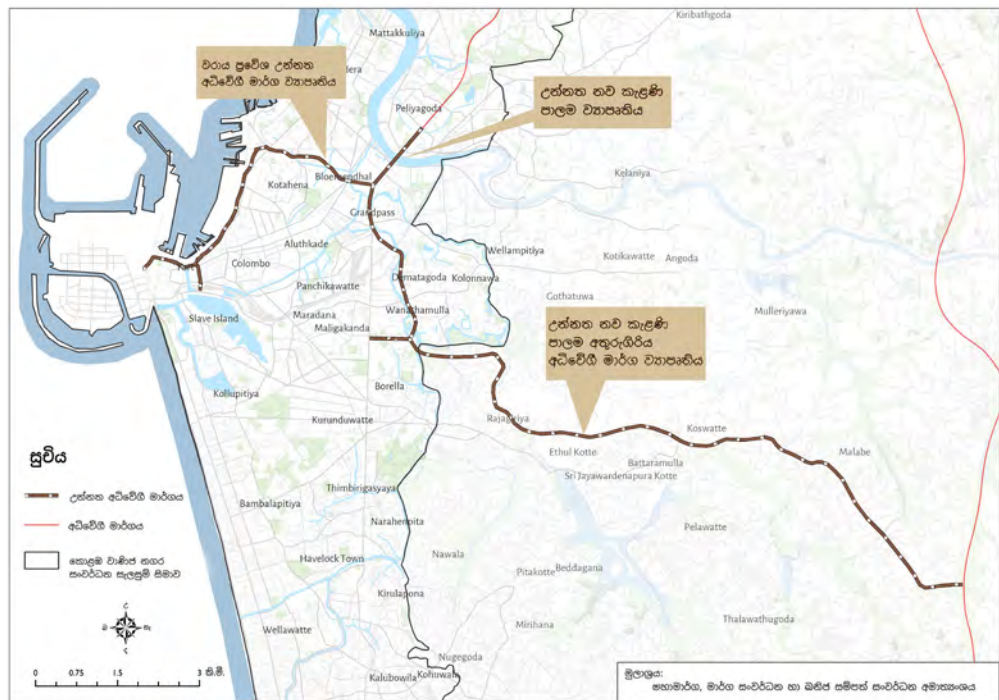 Kiribathgoda
Mattakkuliya
වරාය ප්‍රවේශ උන්නත
අධිවේගී මාර්ග ව්‍යාපෘතිය
උන්නත නව කැළණි
පාලම ව්‍යාපෘතිය
Peliyagoda
Kelaniya
Bloemendhal
Kotahena
Grandpass
Aluthkade
Wellampitiya
Kotikawatte
Angoda
Colombo
Dematagoda
Kolonnawa
Panchikawatte
Gothatuwa
Mulleriyawa
Slave Island
Maradana
Wanathamulla
Maligakanda
උන්නත නව කැළණි
පාලම අතුරුගිරිය
අධිවේගී මාර්ග ව්‍යාපෘතිය
Kollupitiya
Borella
Kurunduwatte
Rajagiriya
Koswatte
Ethul Kotte
Malabe
Battaramulla
Sri Jayawardenapura Kotte
සූචිය
උන්නත අධිවේගී මාර්ගය
අධිවේගී මාර්ගය
කොළඹ වාණිජ නගර
සංවර්ධන සැලසුම් සීමාව
Thimbirigasyaya
Bambalapitiya
Narahenpita
Pelawatte
Havelock Town
Nawala
Pitakotte
Beddagana
Kirulapona
Thalawathugoda
Mirihana
Wellawatte
Nugegoda
Kalubowila
Kohuwala
0 0.75 1.5 3 කි.මී.
මූලාශ්‍රය:
මහාමාර්ග, මාර්ග සංවර්ධන හා ඛනිජ සම්පත් සංවර්ධන අමාත්‍යංශය